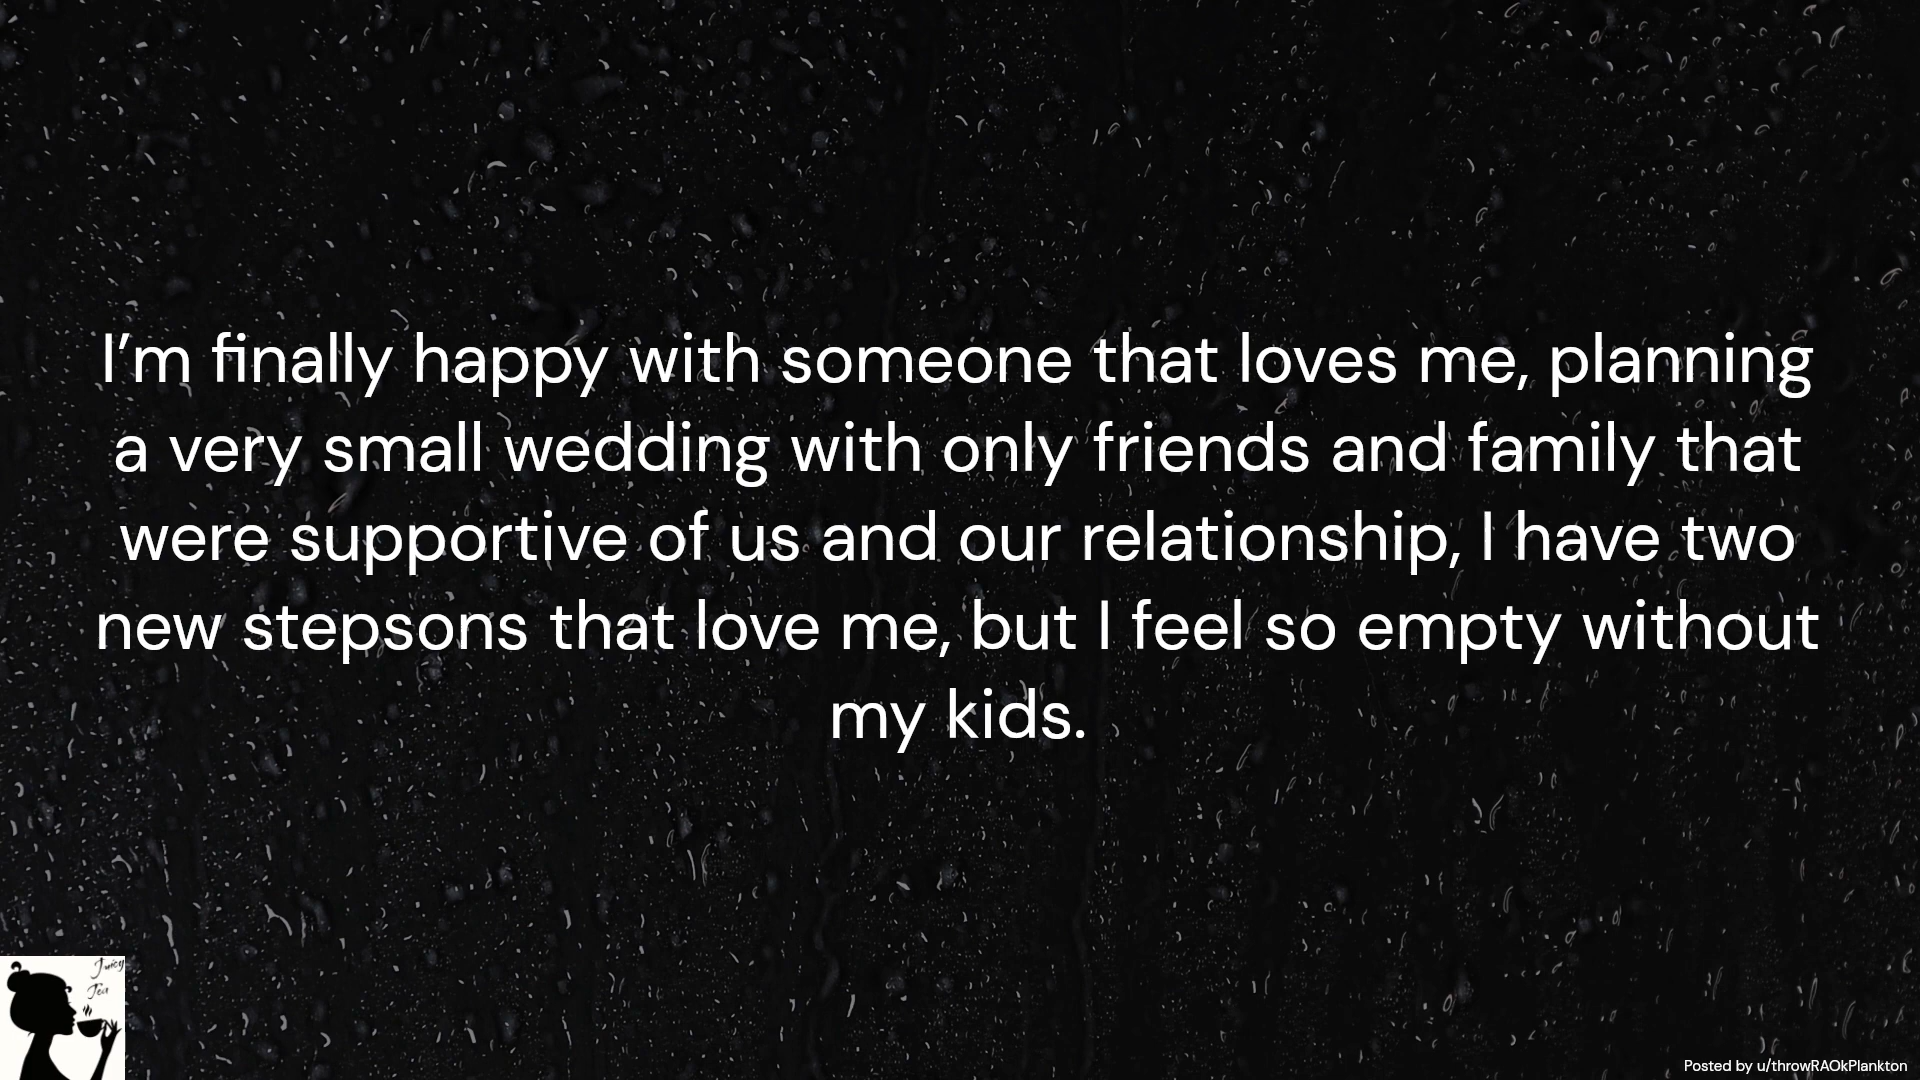 I’m finally happy with someone that loves me, planning
a very small wedding with only friends and family that
were supportive of us and our relationship, I have two
new stepsons that love me, but I feel so empty without
my kids.
Juicy
Tea
Posted by u/throwRAOkPlankton